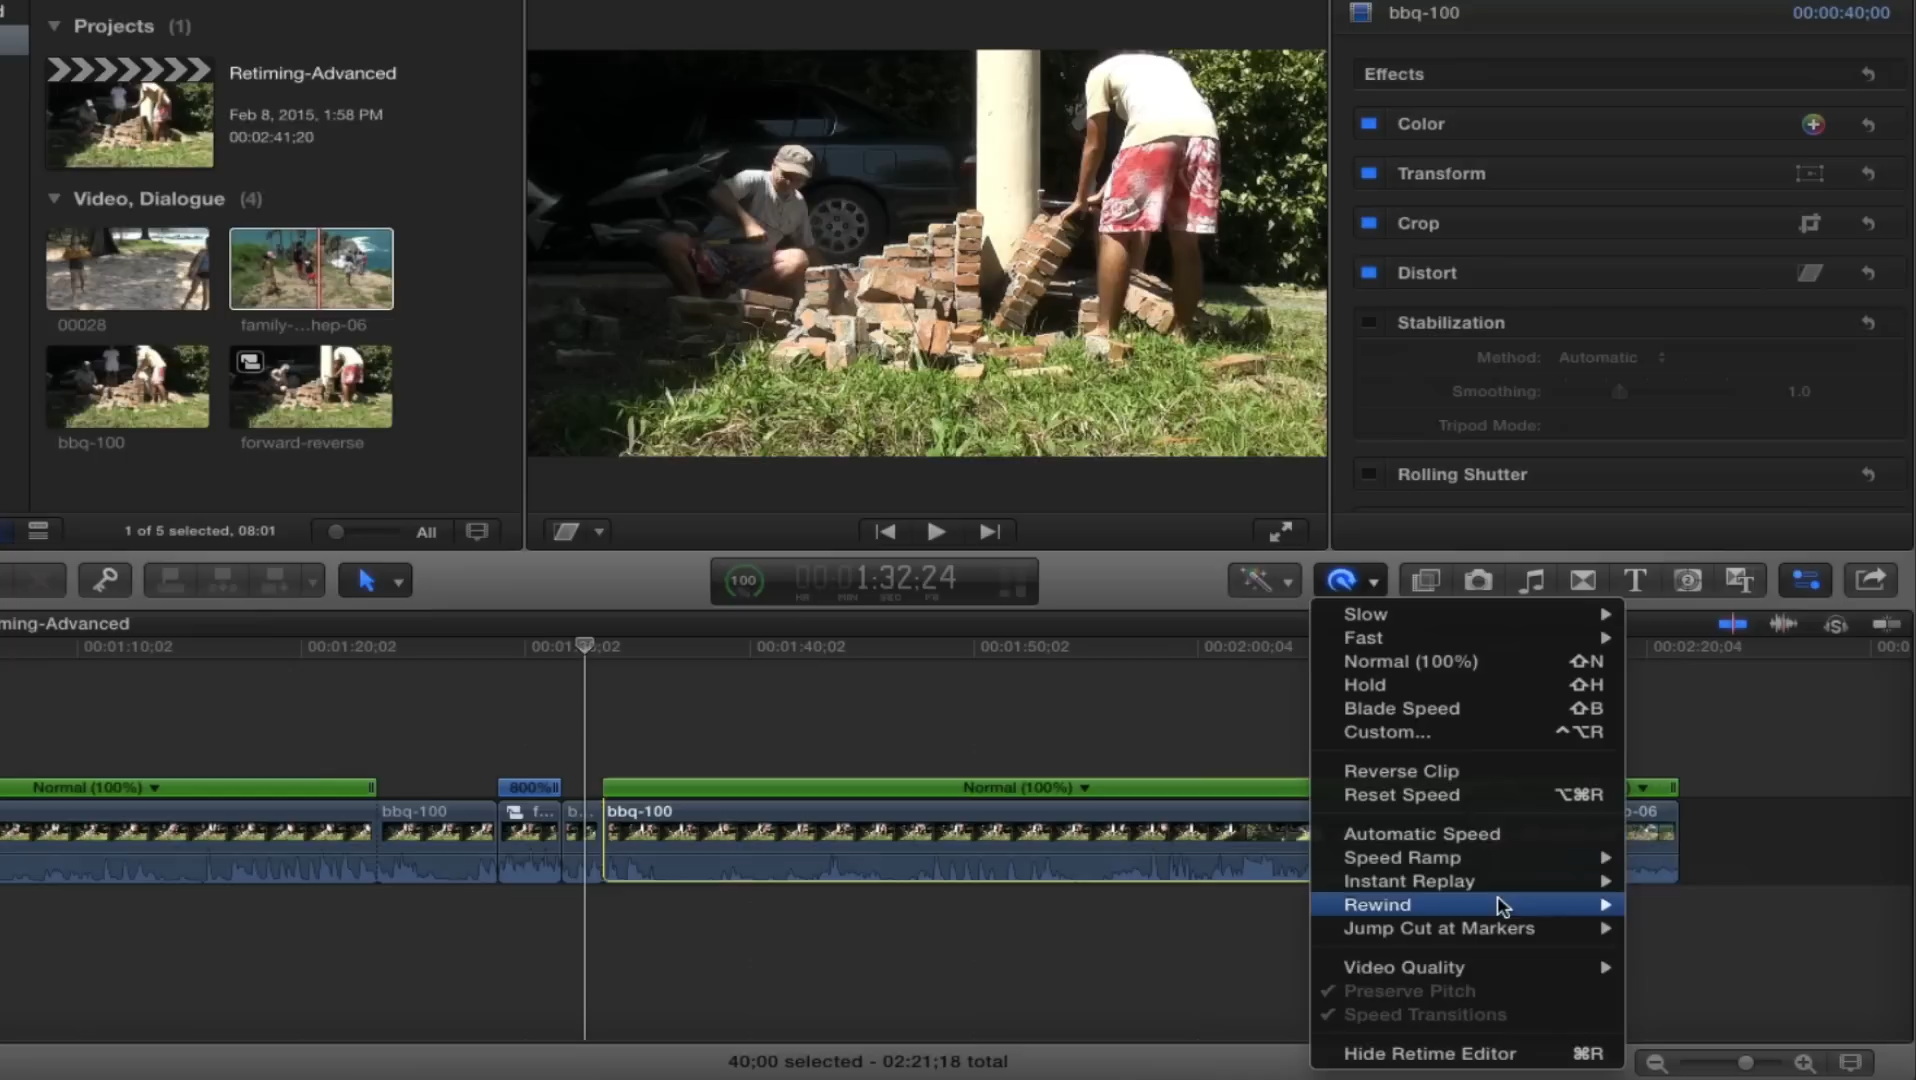 Projects (1)
Retiming-Advanced
Feb 8, 2015, 1:58 PM
00:02:41;20
Video, Dialogue (4)
00028
family-...hep-06
bbq-100
forward-reverse
1 of 5 selected, 08:01
All
bbq-100
00:00:40;00
Effects
Color
Transform
Crop
Distort
Stabilization
Method: Automatic
Smoothing: 1.0
Tripod Mode:
Rolling Shutter
100
1:32:24
HR MIN SEC FR
T
ming-Advanced
00:01:10;02
00:01:20;02
00:01:40;02
00:01:50;02
00:02:00;04
00:02:20;04
00:0
Normal (100%)
800%
Normal (100%)
)
bbq-100
f...
b...
bbq-100
-06
Slow
Fast
Normal (100%) ⇧N
Hold ⇧H
Blade Speed ⇧B
Custom... ^⌥R
Reverse Clip
Reset Speed ⌥⌘R
Automatic Speed
Speed Ramp
Instant Replay
Rewind
Jump Cut at Markers
Video Quality
✓ Preserve Pitch
✓ Speed Transitions
Hide Retime Editor ⌘R
40;00 selected - 02:21;18 total